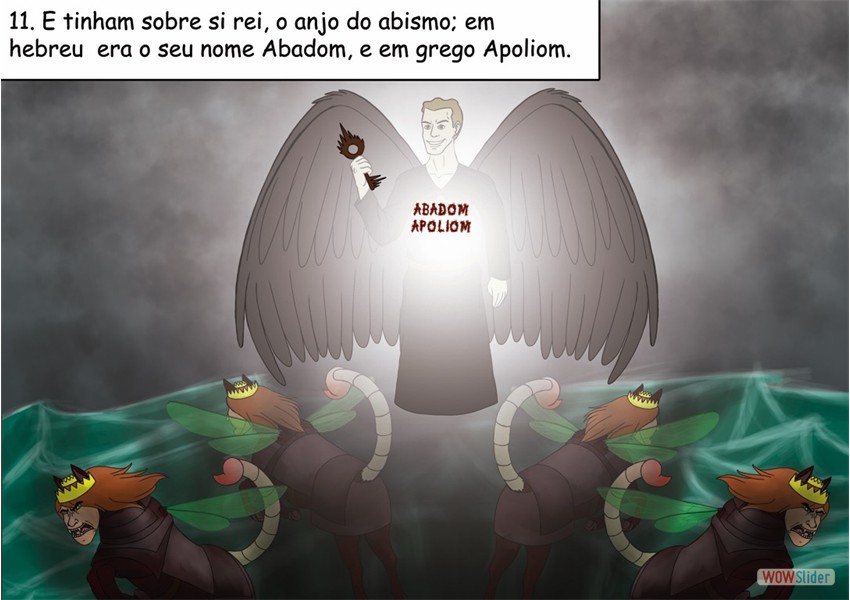 11. E tinham sobre si rei, o anjo do abismo; em
hebreu era o seu nome Abadom, e em grego Apoliom.
ABADOM
APOLIOM
WOWSlider